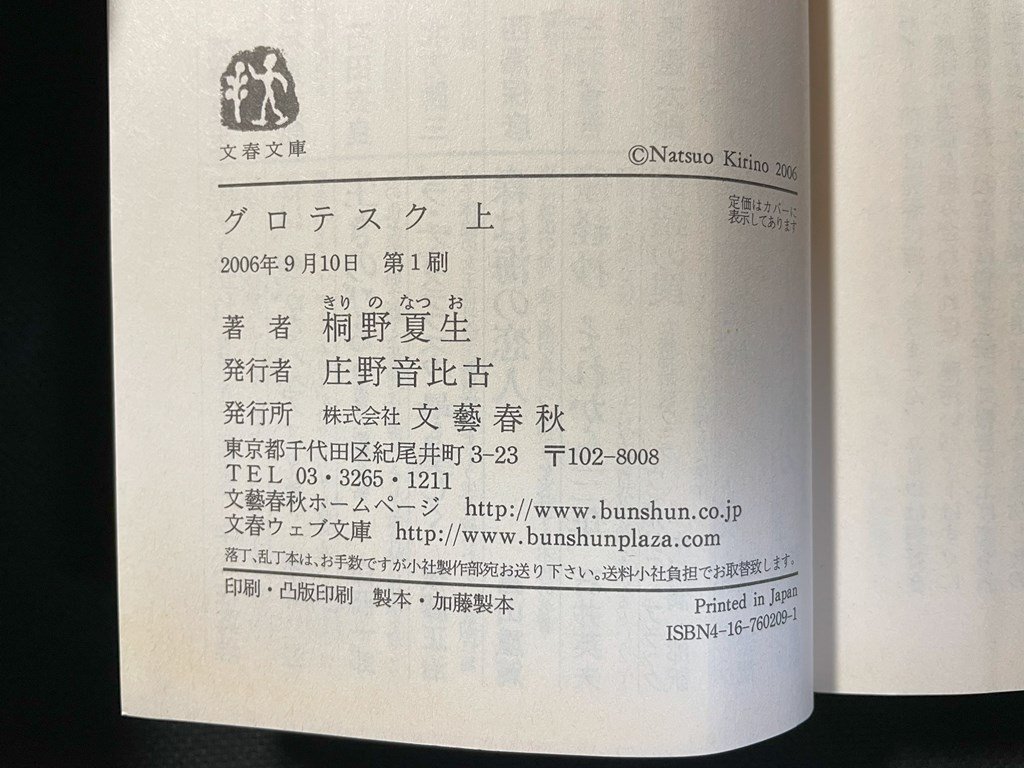 文春文庫
©Natsuo Kirino 2006
定価はカバーに
表示してあります
グロテスク 上
2006年9月10日 第1刷
きり の なつ お
著 者 桐野夏生
発行者 庄野音比古
発行所 株式会社 文藝春秋
東京都千代田区紀尾井町 3-23 〒102-8008
TEL 03・3265・1211
文藝春秋ホームページ http://www.bunshun.co.jp
文春ウェブ文庫 http://www.bunshunplaza.com
落丁、乱丁本は、お手数ですが小社製作部宛お送り下さい。送料小社負担でお取替致します。
印刷・凸版印刷 製本・加藤製本
Printed in Japan
ISBN4-16-760209-1